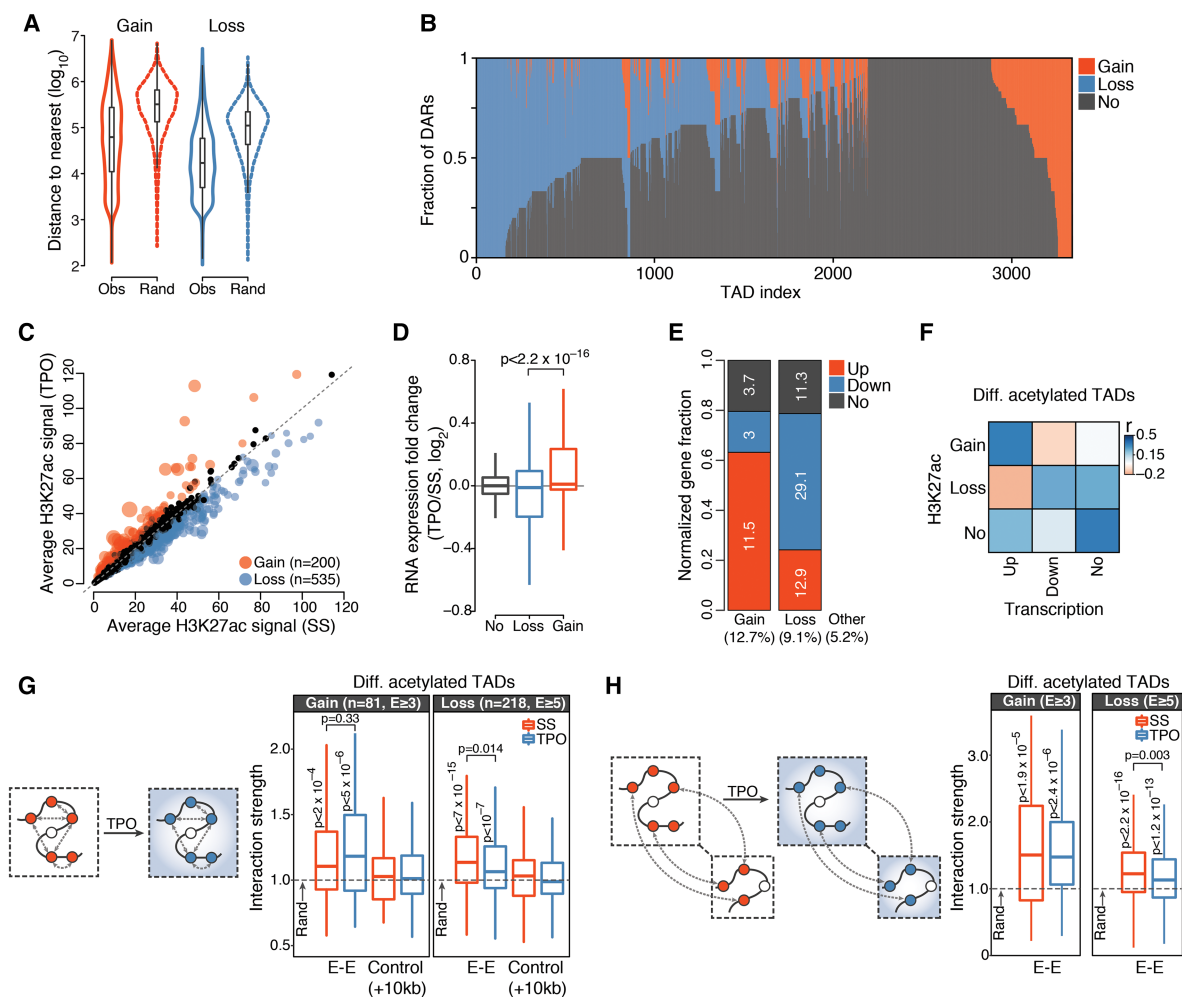 A
Gain
Loss
Distance to nearest (log10)
7
6
5
4
3
2
Obs
Rand
Obs
Rand
B
Fraction of DARs
1
0.5
0
0
1000
2000
3000
TAD index
Gain
Loss
No
C
Average H3K27ac signal (TPO)
0
20
40
60
80
100
120
0
20
40
60
80
100
120
Average H3K27ac signal (SS)
Gain (n=200)
Loss (n=535)
D
RNA expression fold change
(TPO/SS, log2)
0.8
0.4
0.0
−0.4
−0.8
p<2.2 x 10−16
No
Loss
Gain
E
Normalized gene fraction
0.0
0.2
0.4
0.6
0.8
1.0
3.7
3
11.5
11.3
29.1
12.9
Up
Down
No
Gain
(12.7%)
Loss
(9.1%)
Other
(5.2%)
F
Diff. acetylated TADs
H3K27ac
Gain
Loss
No
Up
Down
No
Transcription
r
0.5
0.15
−0.2
G
TPO
Diff. acetylated TADs
Gain (n=81, E≥3)
Loss (n=218, E≥5)
Interaction strength
2.0
1.5
1.0
0.5
p=0.33
p<2 x 10−4
p<5 x 10−6
Rand
p=0.014
p<7 x 10−15
p<10−7
Rand
SS
TPO
E-E
Control
(+10kb)
E-E
Control
(+10kb)
H
TPO
Diff. acetylated TADs
Gain (E≥3)
Loss (E≥5)
Interaction strength
3.0
2.0
1.0
0
p<1.9 x 10−5
p<2.4 x 10−6
Rand
SS
TPO
p=0.003
p<2.2 x 10−16
p<1.2 x 10−13
Rand
E-E
E-E